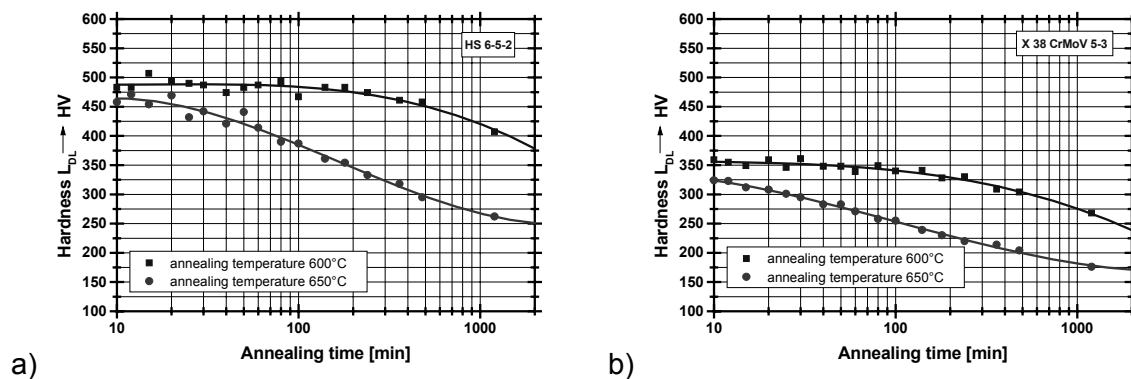 600
550
500
450
400
350
300
250
200
150
100
Hardness L_DL → HV
HS 6-5-2
annealing temperature 600°C
annealing temperature 650°C
10
100
1000
Annealing time [min]
a)
600
550
500
450
400
350
300
250
200
150
100
Hardness L_DL → HV
X 38 CrMoV 5-3
annealing temperature 600°C
annealing temperature 650°C
10
100
1000
Annealing time [min]
b)